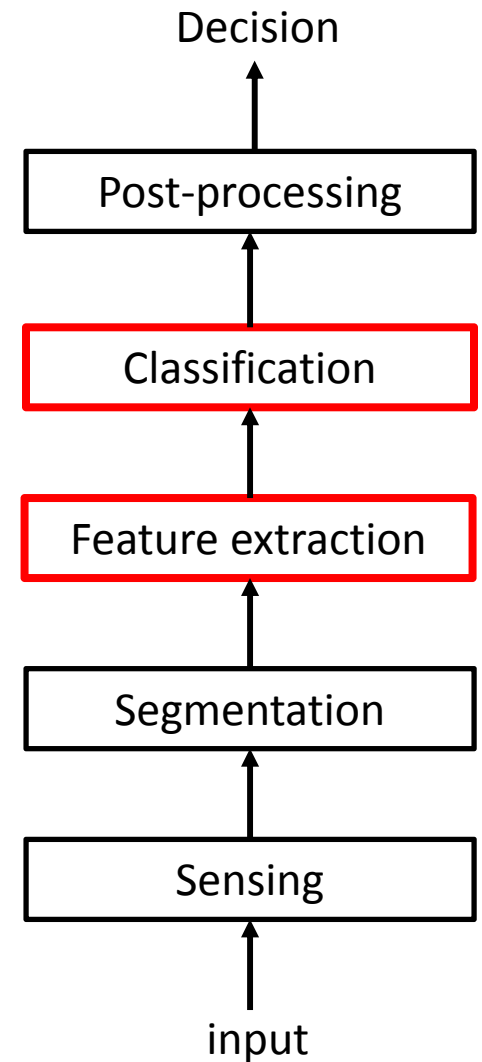 Decision
Post-processing
Classification
Feature extraction
Segmentation
Sensing
input